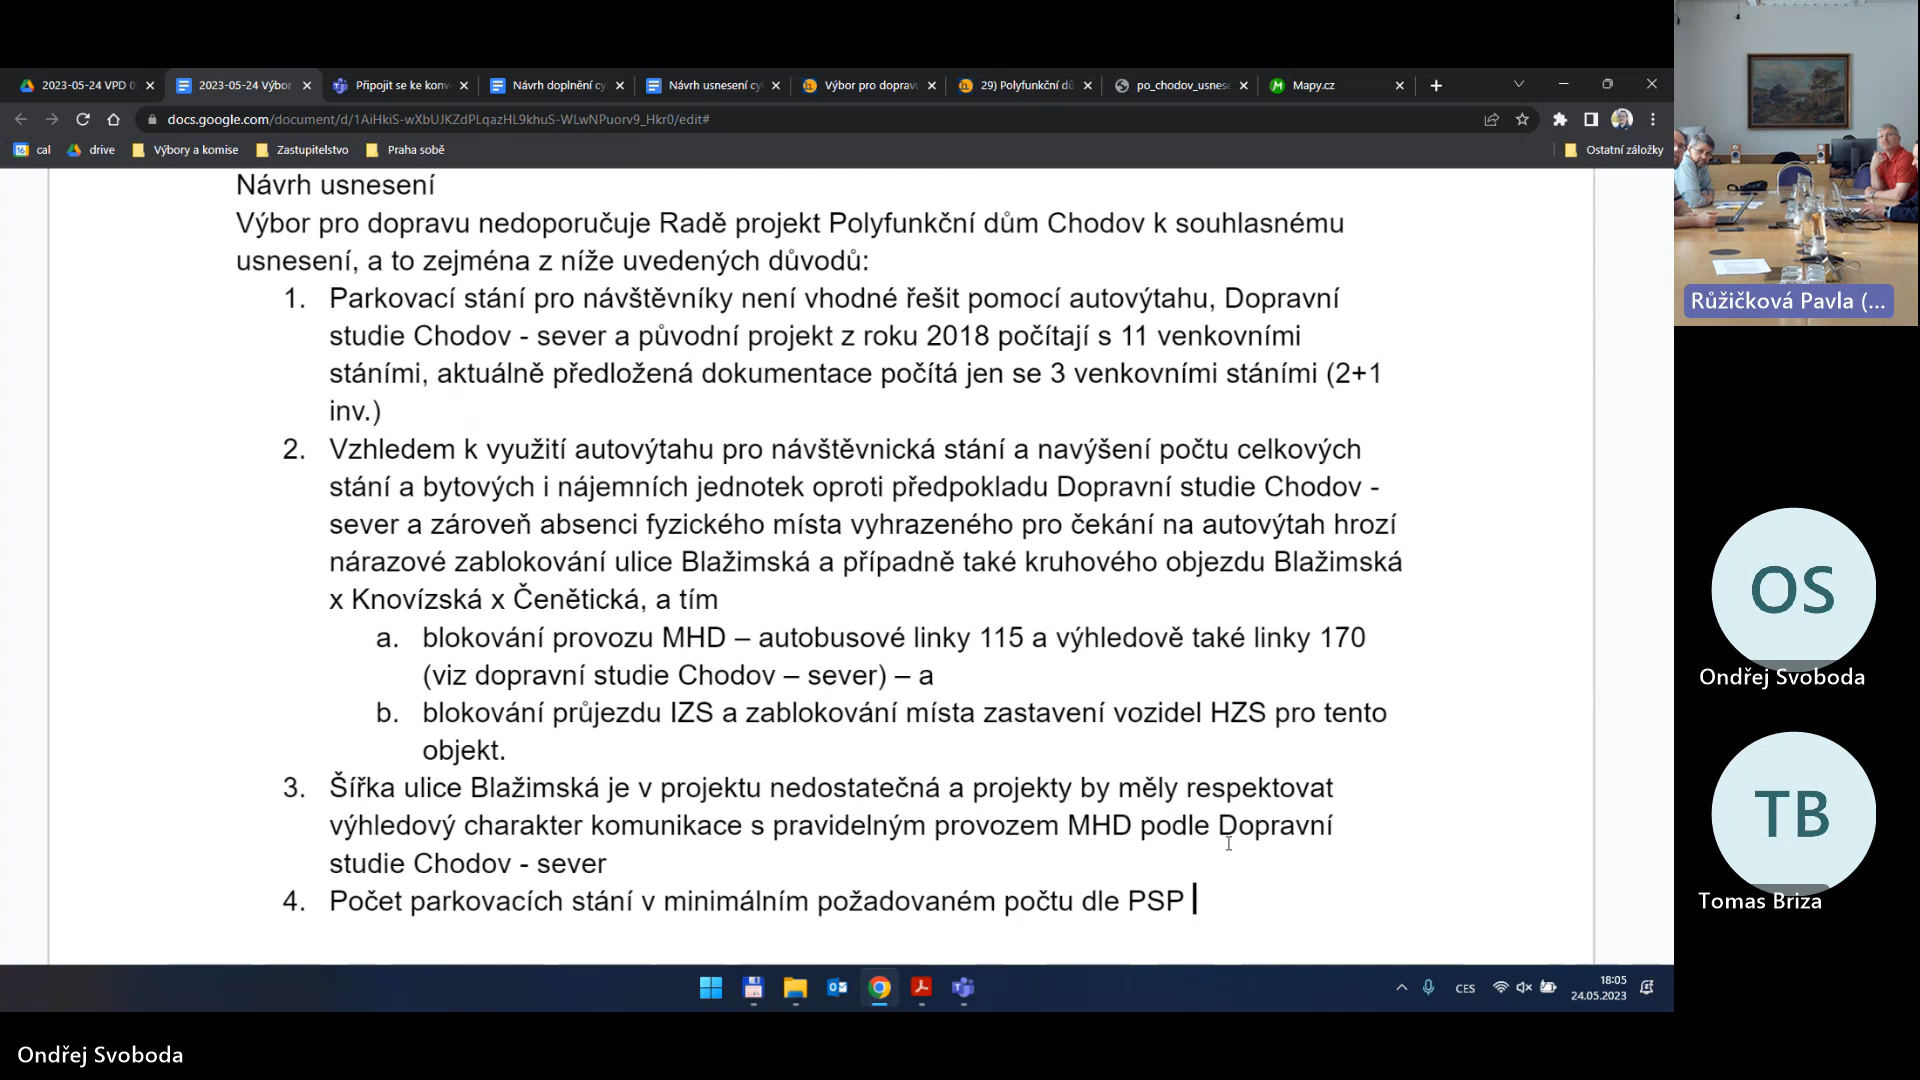 2023-05-24 VPD 0
2023-05-24 Výbor
Připojit se ke konv
Návrh doplnění cy
Návrh usnesení cy
Výbor pro doprav
29) Polyfunkční dů
po_chodov_usnese
Mapy.cz
docs.google.com/document/d/1AiHkiS-wXbUJKZdPLqazHL9khuS-WLwNPuorv9_Hkr0/edit#
cal
drive
Výbory a komise
Zastupitelstvo
Praha sobě
Ostatní záložky
Návrh usnesení
Výbor pro dopravu nedoporučuje Radě projekt Polyfunkční dům Chodov k souhlasnému
usnesení, a to zejména z níže uvedených důvodů:
1. Parkovací stání pro návštěvníky není vhodné řešit pomocí autovýtahu, Dopravní
studie Chodov - sever a původní projekt z roku 2018 počítají s 11 venkovními
stáními, aktuálně předložená dokumentace počítá jen se 3 venkovními stáními (2+1
inv.)
2. Vzhledem k využití autovýtahu pro návštěvnická stání a navýšení počtu celkových
stání a bytových i nájemních jednotek oproti předpokladu Dopravní studie Chodov -
sever a zároveň absenci fyzického místa vyhrazeného pro čekání na autovýtah hrozí
nárazové zablokování ulice Blažimská a případně také kruhového objezdu Blažimská
x Knovízská x Čenětická, a tím
a. blokování provozu MHD – autobusové linky 115 a výhledově také linky 170
(viz dopravní studie Chodov – sever) – a
b. blokování průjezdu IZS a zablokování místa zastavení vozidel HZS pro tento
objekt.
3. Šířka ulice Blažimská je v projektu nedostatečná a projekty by měly respektovat
výhledový charakter komunikace s pravidelným provozem MHD podle Dopravní
studie Chodov - sever
4. Počet parkovacích stání v minimálním požadovaném počtu dle PSP
CES
18:05
24.05.2023
Růžičková Pavla (...
OS
Ondřej Svoboda
TB
Tomas Briza
Ondřej Svoboda